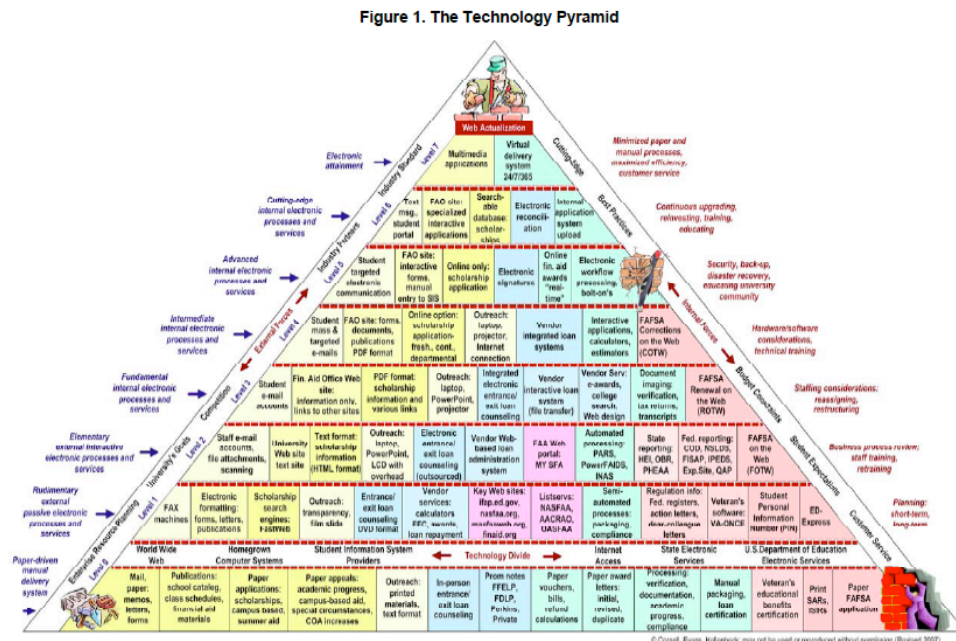 Figure 1. The Technology Pyramid
Web Actualization
Electronic
attainment
Industry Standard
Level 7
Multimedia
applications
Virtual
delivery
system
24/7/365
Cutting-edge
Minimized paper and
manual processes,
maximized efficiency,
customer service
Cutting-edge
internal electronic
processes and
services
Industry Partners
Level 6
Text
msg.,
student
portal
FAO site:
specialized
interactive
applications
Search-
able
database:
scholar-
ships
Electronic
reconcili-
ation
Internal
application
system
upload
Best Practices
Continuous upgrading,
reinvesting, training,
educating
Advanced
internal electronic
processes and
services
Level 5
Student
targeted
electronic
communication
FAO site:
interactive
forms,
manual
entry to SIS
Online only:
scholarship
application
Electronic
signatures
Online
fin. aid
awards
"real-
time"
Electronic
workflow
processing,
bolt-on's
Security, back-up,
disaster recovery,
educating university
community
Intermediate
internal electronic
processes and
services
External Forces
Level 4
Student
mass &
targeted
e-mails
FAO site: forms,
documents,
publications
PDF format
Online option:
scholarship
application-
fresh., cont.,
departmental
Outreach:
laptop,
projector,
Internet
connection
Vendor
integrated loan
systems
Interactive
applications,
calculators,
estimators
FAFSA
Corrections
on the Web
(COTW)
Internal Forces
Hardware/software
considerations,
technical training
Fundamental
internal electronic
processes and
services
Competition
Level 3
Student
e-mail
accounts
Fin. Aid Office Web
site:
information only,
links to other sites
PDF format:
scholarship
information and
various links
Outreach:
laptop,
PowerPoint,
projector
Integrated
electronic
entrance/
exit loan
counseling
Vendor
interactive loan
system
(file transfer)
Vendor Serv:
e-awards,
college
search,
Web design
Document
imaging:
verification,
tax returns,
transcripts
FAFSA
Renewal on
the Web
(ROTW)
Budget Constraints
Staffing considerations:
reassigning,
restructuring
Elementary
external interactive
electronic processes and
services
University's Goals
Level 2
Staff e-mail
accounts,
file attachments,
scanning
University
Web site
text site
Text format:
scholarship
information
(HTML format)
Outreach:
laptop,
PowerPoint,
LCD with
overhead
Electronic
entrance/
exit loan
counseling
(outsourced)
Vendor Web-
based loan
administration
system
FAA Web
portal:
MY SFA
Automated
processing:
PARS,
PowerFAIDS,
INAS
State
reporting:
HEI, OBR,
PHEAA
Fed. reporting:
COD, NSLDS,
FISAP, IPEDS,
Exp.Site, QAP
FAFSA
on the
Web
(FOTW)
Student Expectations
Business process review:
staff training,
retraining
Rudimentary
external
passive electronic
processes and
services
Enterprise Resource Planning
Level 1
FAX
machines
Electronic
formatting:
forms, letters,
publications
Scholarship
search
engines:
FastWeb
Outreach:
transparency,
film slide
Entrance/
exit loan
counseling
DVD format
Vendor
services:
calculators
EFC, awards,
loan repayment
Key Web sites:
ifap.ed.gov,
nasfaa.org,
finaid.org
Listservs:
NASFAA,
AACRAO,
OASFAA
Semi-
automated
processes:
packaging,
compliance
Regulation info:
Fed. registers,
action letters,
dear colleague
letters
Veteran's
software:
VA-ONCE
Student
Personal
Information
Number (PIN)
ED-
Express
Customer Service
Planning:
short-term,
long-term
World Wide
Web
Homegrown
Computer Systems
Student Information System
Providers
Technology Divide
Internet
Access
State Electronic
Services
U.S.Department of Education
Electronic Services
Paper-driven
manual
delivery
system
Level 0
Mail,
paper:
memos,
letters,
forms
Publications:
school catalog,
class schedules,
financial aid
materials
Paper
applications:
scholarships,
campus based,
summer aid
Paper appeals:
academic progress,
campus-based aid,
special circumstances,
COA increases
Outreach:
printed
materials,
text format
In-person
entrance/
exit loan
counseling
Prom notes
FFELP,
FDLP,
Perkins,
Private
Paper
vouchers,
bills,
refund
calculations
Paper award
letters:
initial,
revised,
duplicate
Processing:
verification,
documentation,
academic
progress,
compliance
Manual
packaging,
loan
certification
Veteran's
educational
benefits
certification
Print
SARs,
ISIRs
Paper
FAFSA
application